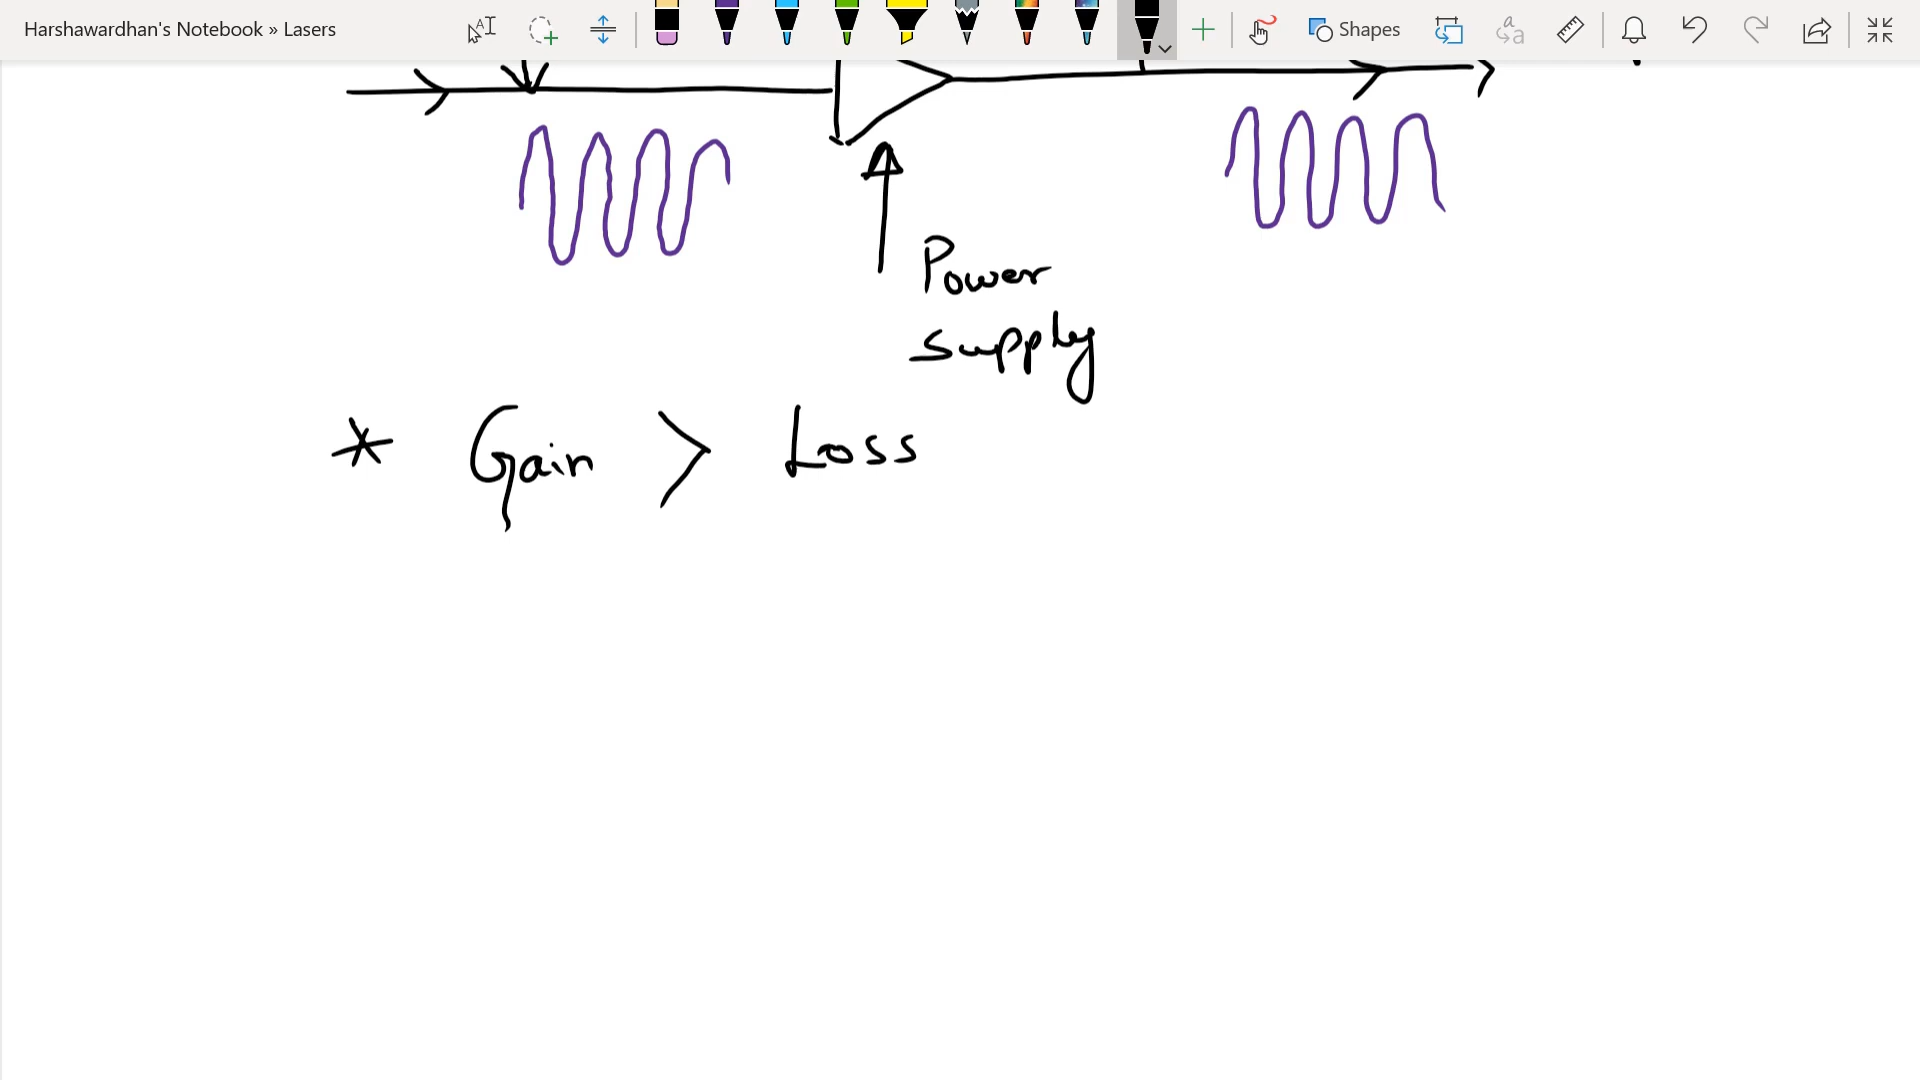 Harshawardhan's Notebook » Lasers
Shapes
Power
supply
* Gain > Loss